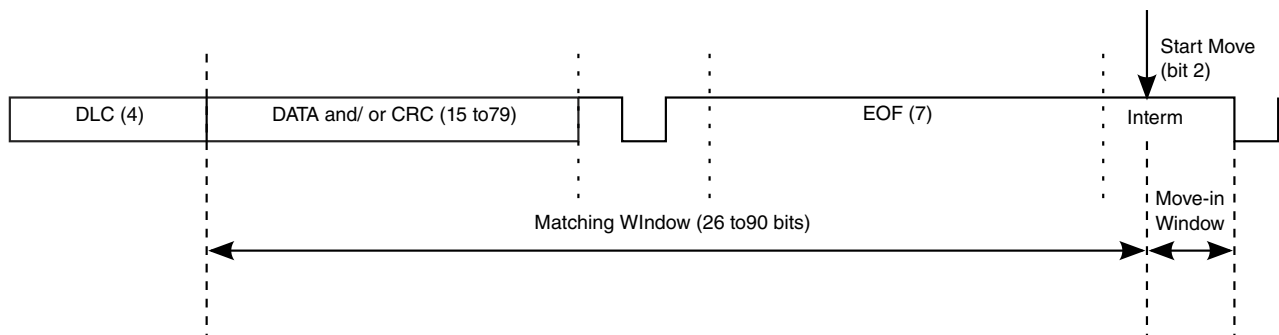 Start Move
(bit 2)
DLC (4)
DATA and/ or CRC (15 to79)
EOF (7)
Interm
Matching WIndow (26 to90 bits)
Move-in
Window